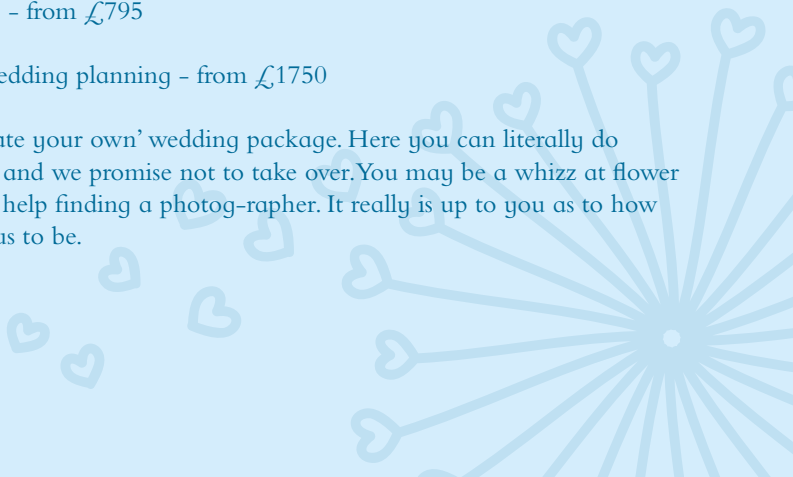 – from £795
edding planning – from £1750
ate your own’ wedding package. Here you can literally do
and we promise not to take over.You may be a whizz at flower
help finding a photog-rapher. It really is up to you as to how
us to be.